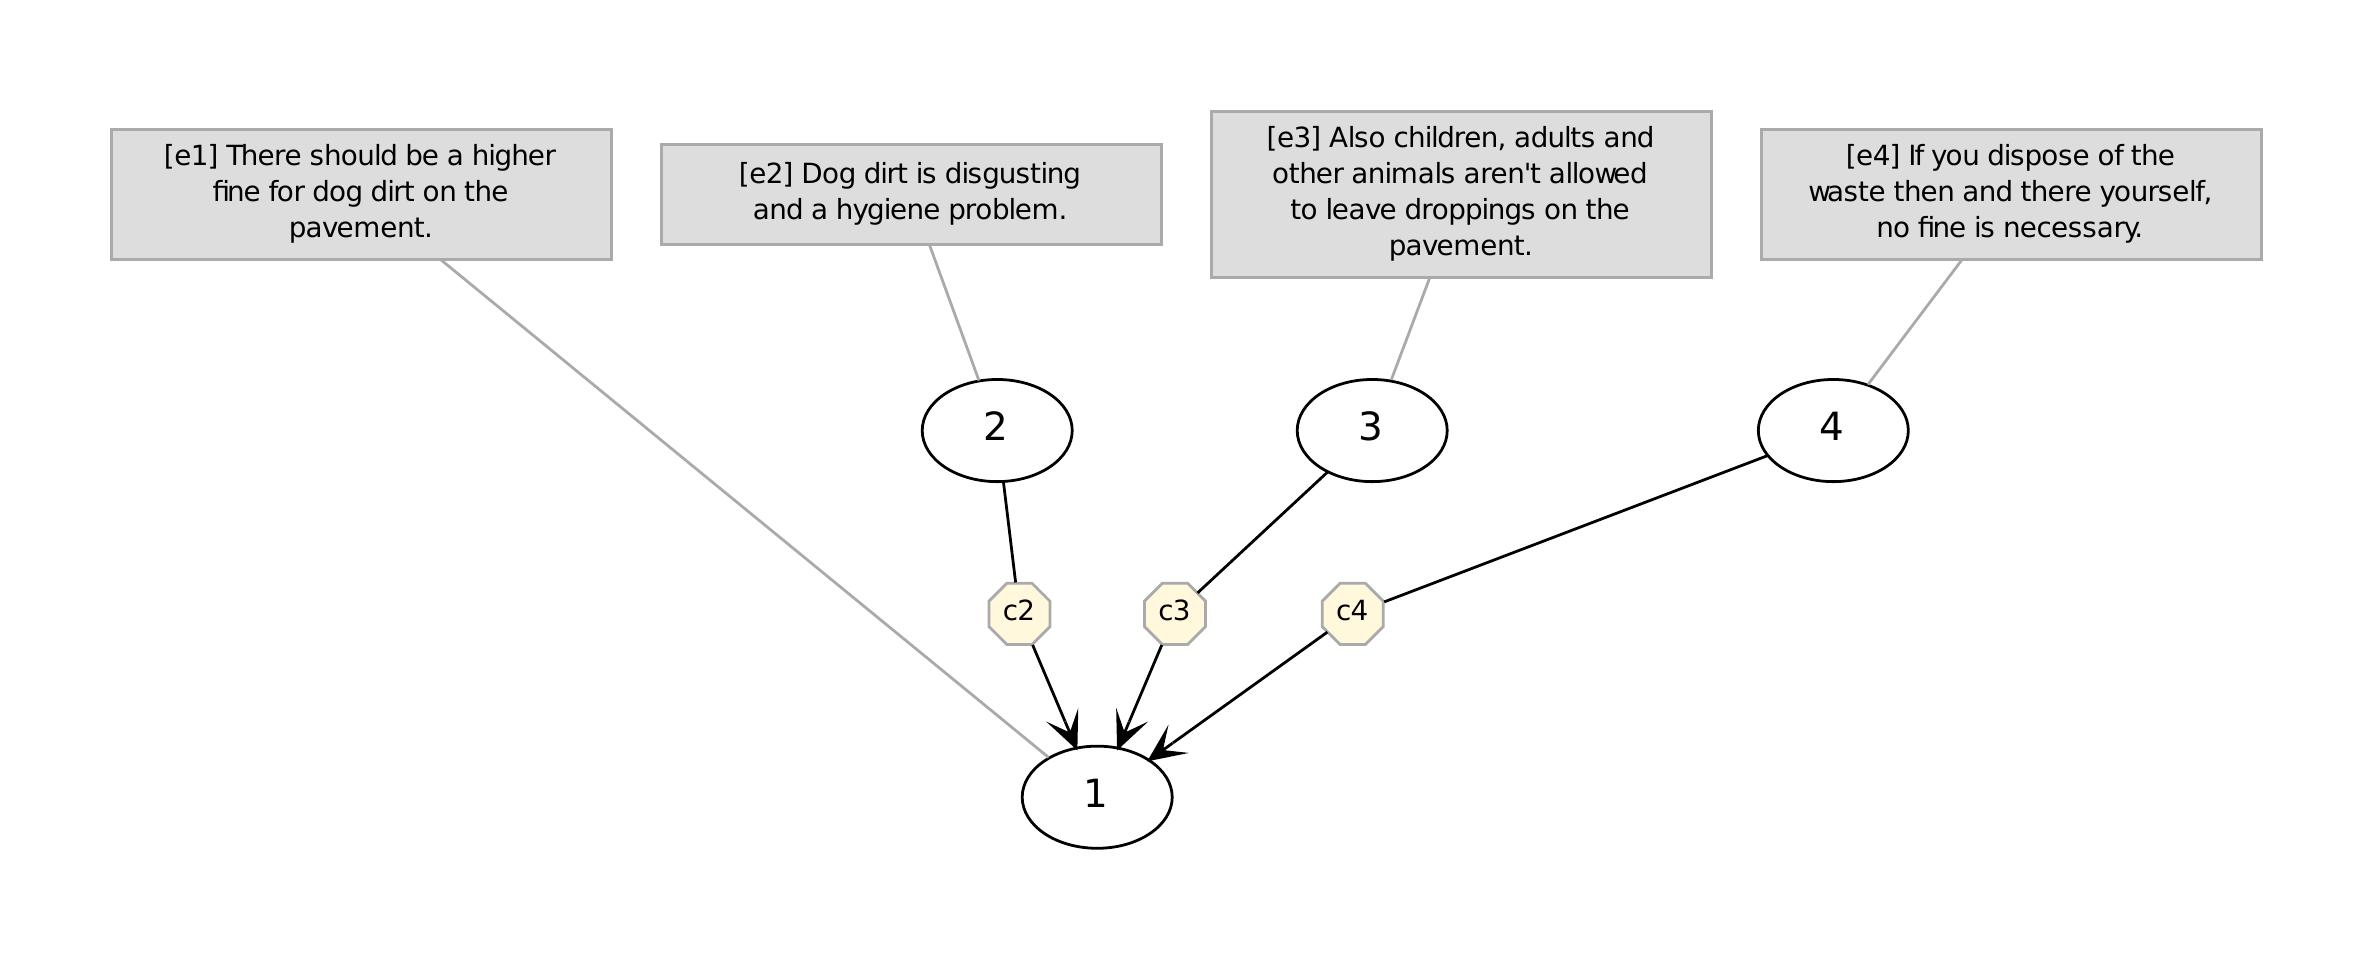 [e1] There should be a higher
fine for dog dirt on the
pavement.
[e2] Dog dirt is disgusting
and a hygiene problem.
[e3] Also children, adults and
other animals aren't allowed
to leave droppings on the
pavement.
[e4] If you dispose of the
waste then and there yourself,
no fine is necessary.
2
3
4
c2
c3
c4
1